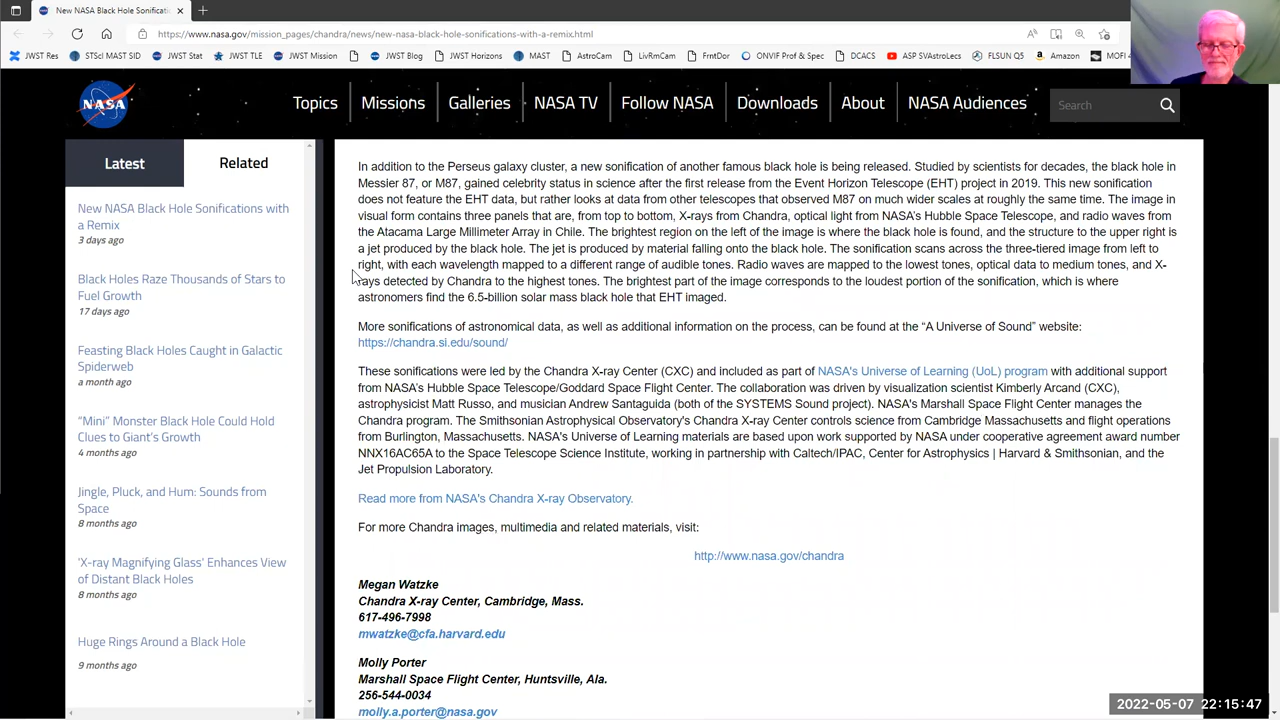 New NASA Black Hole Sonificati
https://www.nasa.gov/mission_pages/chandra/news/new-nasa-black-hole-sonifications-with-a-remix.html
JWST Res
STScI MAST SID
JWST Stat
JWST TLE
JWST Mission
JWST Blog
JWST Horizons
MAST
AstroCam
LivRmCam
FrntDor
ONVIF Prof & Spec
DCACS
ASP SVAstroLecs
FLSUN Q5
Amazon
MOFI
NASA
Topics
Missions
Galleries
NASA TV
Follow NASA
Downloads
About
NASA Audiences
Search
Latest
Related
New NASA Black Hole Sonifications with
a Remix
3 days ago
Black Holes Raze Thousands of Stars to
Fuel Growth
17 days ago
Feasting Black Holes Caught in Galactic
Spiderweb
a month ago
“Mini” Monster Black Hole Could Hold
Clues to Giant’s Growth
4 months ago
Jingle, Pluck, and Hum: Sounds from
Space
8 months ago
'X-ray Magnifying Glass' Enhances View
of Distant Black Holes
8 months ago
Huge Rings Around a Black Hole
9 months ago
In addition to the Perseus galaxy cluster, a new sonification of another famous black hole is being released. Studied by scientists for decades, the black hole in
Messier 87, or M87, gained celebrity status in science after the first release from the Event Horizon Telescope (EHT) project in 2019. This new sonification
does not feature the EHT data, but rather looks at data from other telescopes that observed M87 on much wider scales at roughly the same time. The image in
visual form contains three panels that are, from top to bottom, X-rays from Chandra, optical light from NASA's Hubble Space Telescope, and radio waves from
the Atacama Large Millimeter Array in Chile. The brightest region on the left of the image is where the black hole is found, and the structure to the upper right is
a jet produced by the black hole. The jet is produced by material falling onto the black hole. The sonification scans across the three-tiered image from left to
right, with each wavelength mapped to a different range of audible tones. Radio waves are mapped to the lowest tones, optical data to medium tones, and X-
rays detected by Chandra to the highest tones. The brightest part of the image corresponds to the loudest portion of the sonification, which is where
astronomers find the 6.5-billion solar mass black hole that EHT imaged.
More sonifications of astronomical data, as well as additional information on the process, can be found at the “A Universe of Sound” website:
https://chandra.si.edu/sound/
These sonifications were led by the Chandra X-ray Center (CXC) and included as part of NASA's Universe of Learning (UoL) program with additional support
from NASA's Hubble Space Telescope/Goddard Space Flight Center. The collaboration was driven by visualization scientist Kimberly Arcand (CXC),
astrophysicist Matt Russo, and musician Andrew Santaguida (both of the SYSTEMS Sound project). NASA's Marshall Space Flight Center manages the
Chandra program. The Smithsonian Astrophysical Observatory's Chandra X-ray Center controls science from Cambridge Massachusetts and flight operations
from Burlington, Massachusetts. NASA's Universe of Learning materials are based upon work supported by NASA under cooperative agreement award number
NNX16AC65A to the Space Telescope Science Institute, working in partnership with Caltech/IPAC, Center for Astrophysics | Harvard & Smithsonian, and the
Jet Propulsion Laboratory.
Read more from NASA's Chandra X-ray Observatory.
For more Chandra images, multimedia and related materials, visit:
http://www.nasa.gov/chandra
Megan Watzke
Chandra X-ray Center, Cambridge, Mass.
617-496-7998
mwatzke@cfa.harvard.edu
Molly Porter
Marshall Space Flight Center, Huntsville, Ala.
256-544-0034
molly.a.porter@nasa.gov
2022-05-07 22:15:47